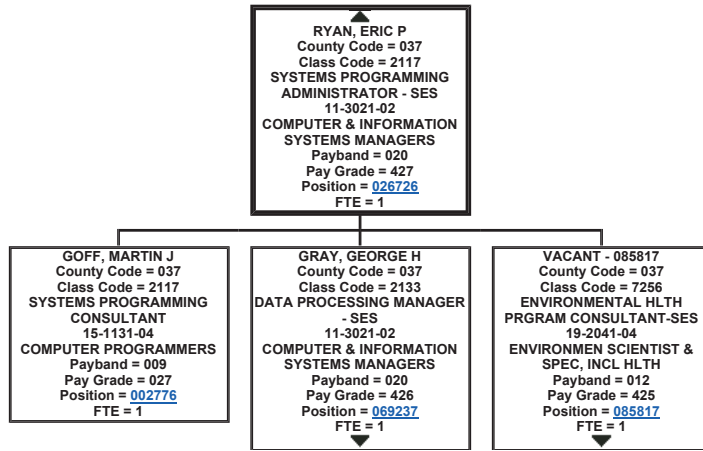 RYAN, ERIC P
County Code = 037
Class Code = 2117
SYSTEMS PROGRAMMING
ADMINISTRATOR - SES
11-3021-02
COMPUTER & INFORMATION
SYSTEMS MANAGERS
Payband = 020
Pay Grade = 427
Position = 026726
FTE = 1
GOFF, MARTIN J
County Code = 037
Class Code = 2117
SYSTEMS PROGRAMMING
CONSULTANT
15-1131-04
COMPUTER PROGRAMMERS
Payband = 009
Pay Grade = 027
Position = 002776
FTE = 1
GRAY, GEORGE H
County Code = 037
Class Code = 2133
DATA PROCESSING MANAGER
- SES
11-3021-02
COMPUTER & INFORMATION
SYSTEMS MANAGERS
Payband = 020
Pay Grade = 426
Position = 069237
FTE = 1
VACANT - 085817
County Code = 037
Class Code = 7256
ENVIRONMENTAL HLTH
PRGRAM CONSULTANT-SES
19-2041-04
ENVIRONMEN SCIENTIST &
SPEC, INCL HLTH
Payband = 012
Pay Grade = 425
Position = 085817
FTE = 1